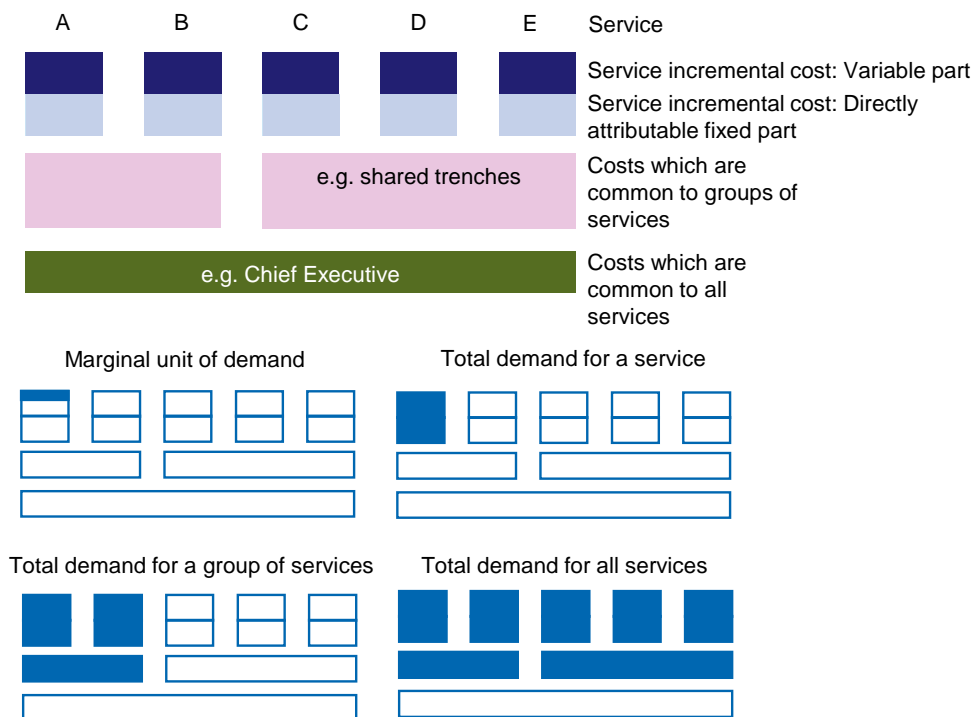 A B C D E Service
Service incremental cost: Variable part
Service incremental cost: Directly
attributable fixed part
e.g. shared trenches
Costs which are
common to groups of
services
e.g. Chief Executive
Costs which are
common to all
services
Marginal unit of demand
Total demand for a service
Total demand for a group of services
Total demand for all services